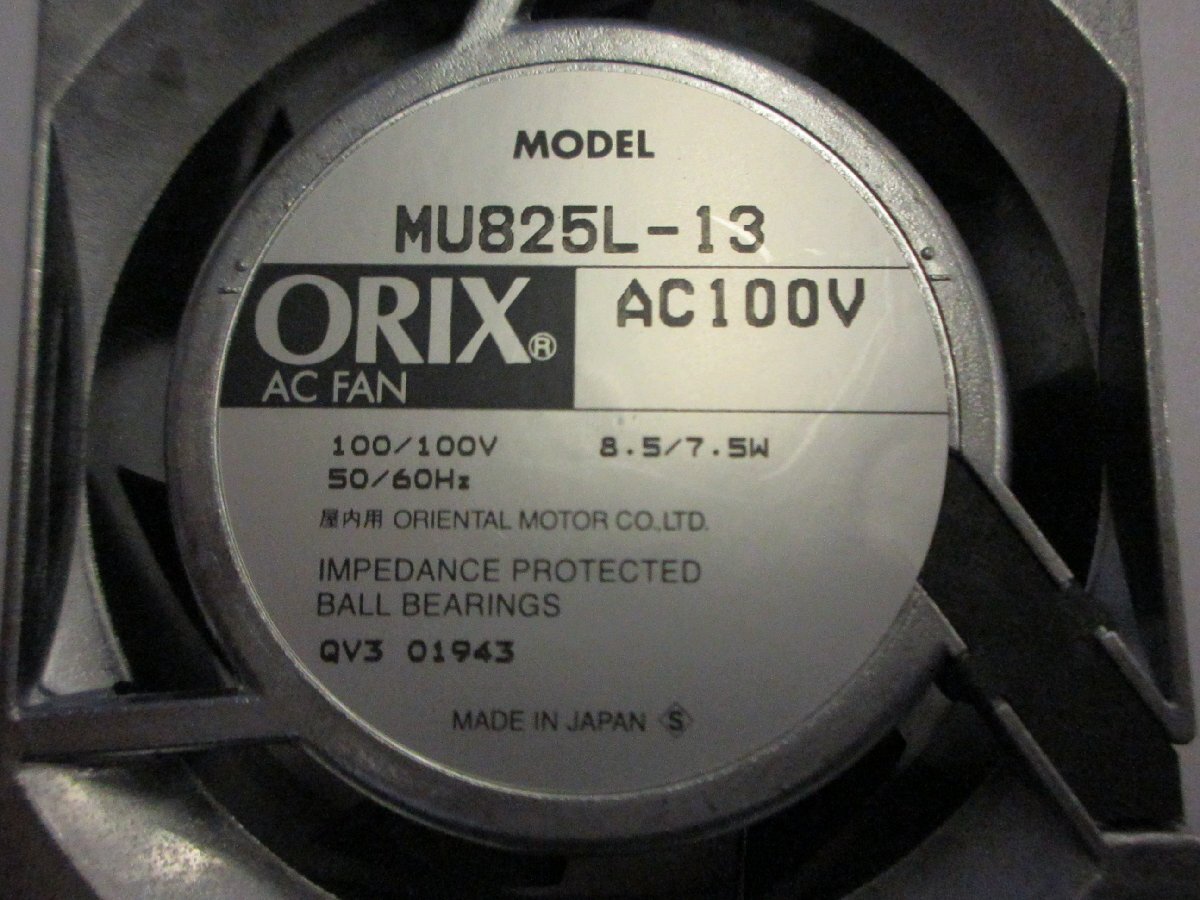 MODEL
MU825L-13
ORIX®
AC FAN
AC100V
100/100V 8.5/7.5W
50/60Hz
屋内用 ORIENTAL MOTOR CO.,LTD.
IMPEDANCE PROTECTED
BALL BEARINGS
QV3 01943
MADE IN JAPAN S